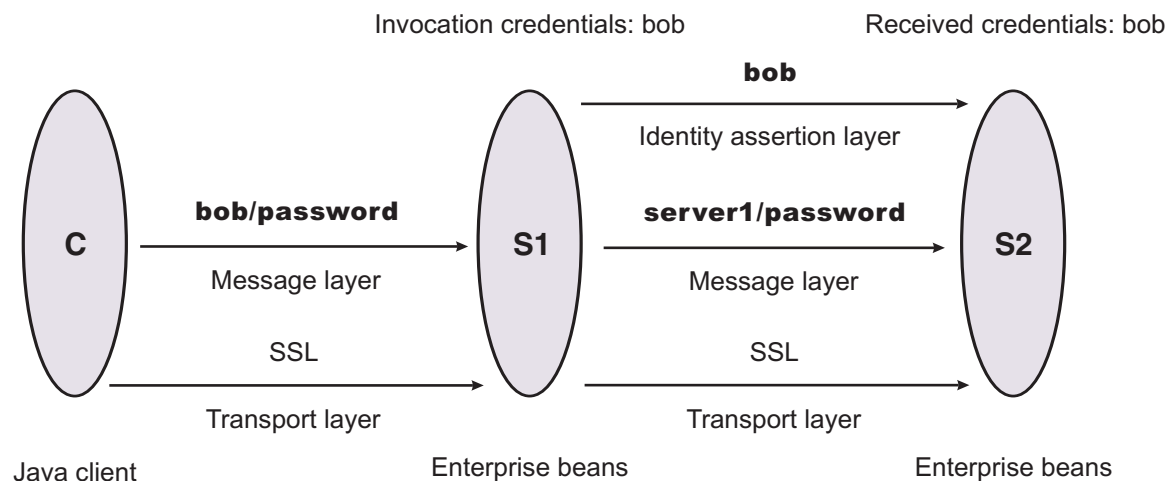 Invocation credentials: bob
Received credentials: bob
bob
Identity assertion layer
bob/password
server1/password
C
S1
S2
Message layer
Message layer
SSL
SSL
Transport layer
Transport layer
Java client
Enterprise beans
Enterprise beans